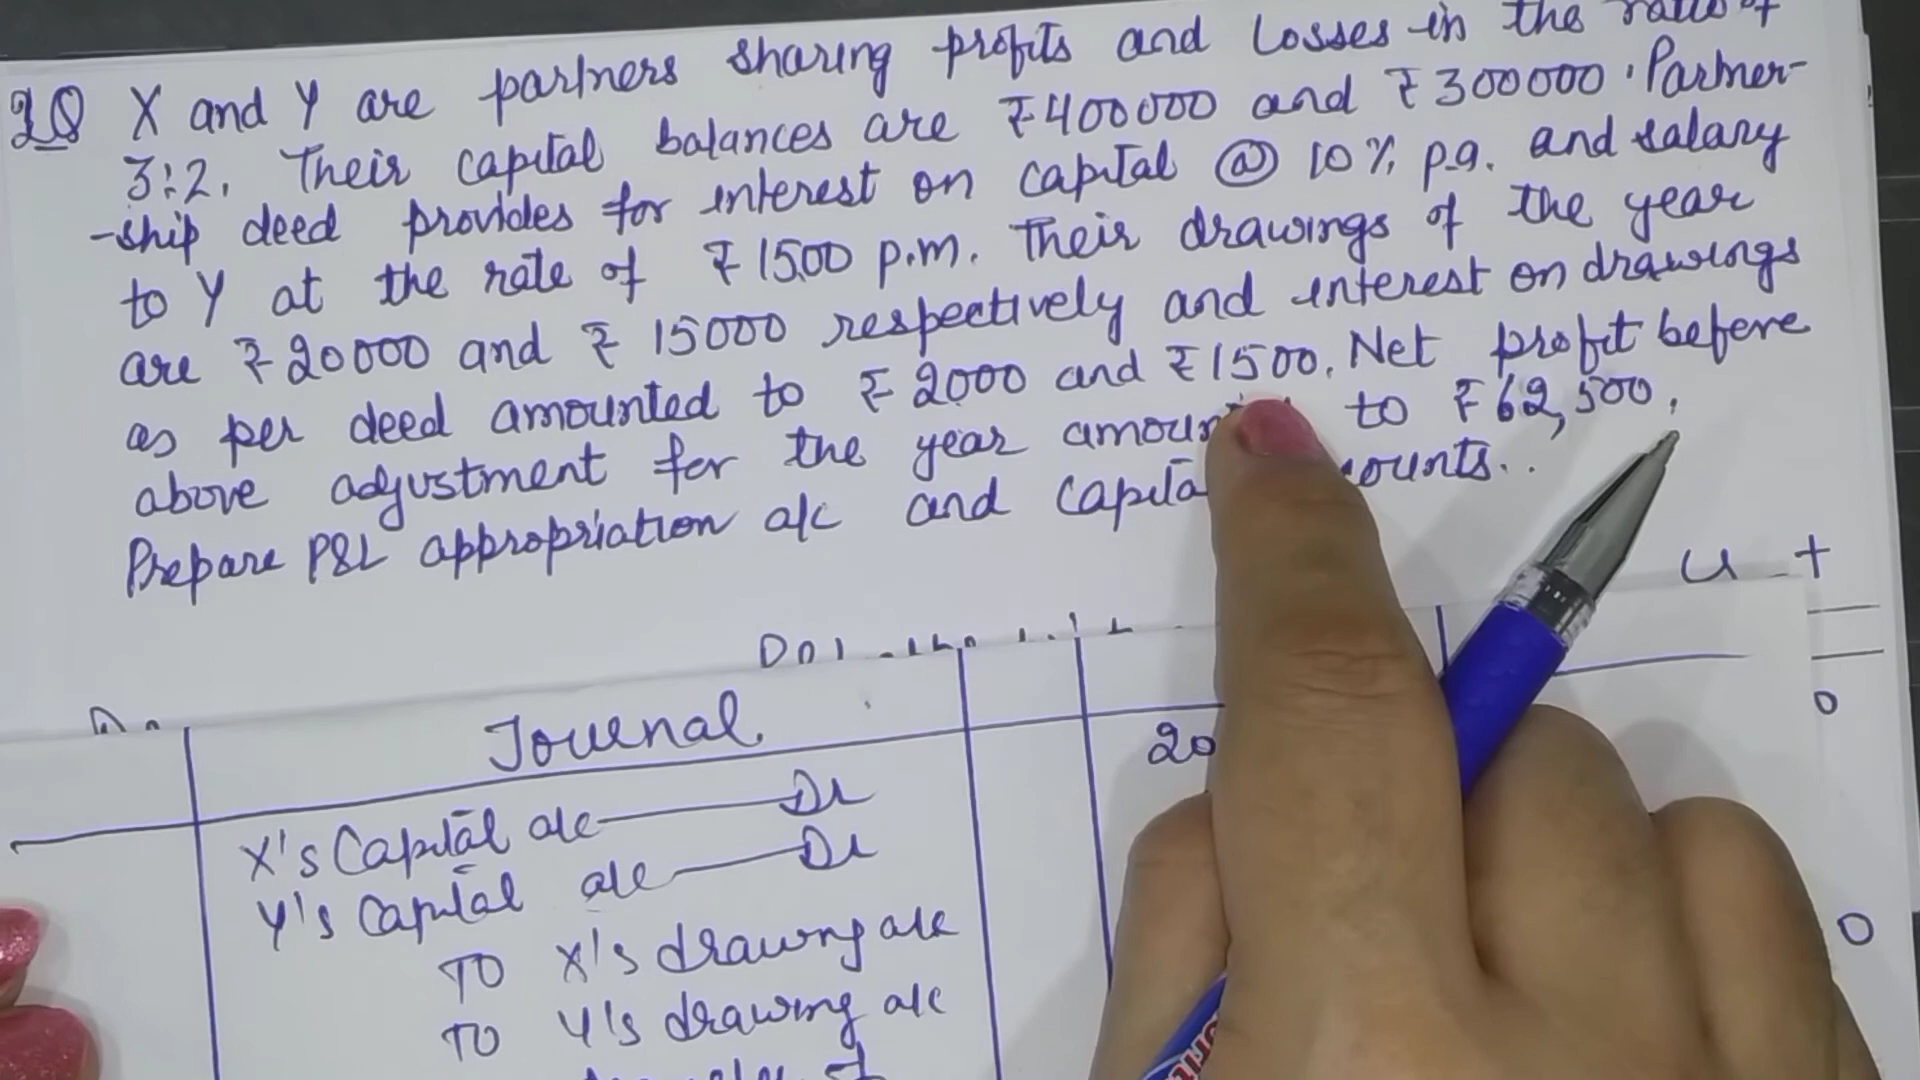 28 X and Y are partners sharing profits and Losses in the ratio of
3:2. Their capital balances are ₹400000 and ₹300000. Partner-
-ship deed provides for interest on capital @ 10% p.a. and salary
to Y at the rate of ₹1500 p.m. Their drawings of the year
are ₹20000 and ₹15000 respectively and interest on drawings
as per deed amounted to ₹2000 and ₹1500. Net profit before
above adjustment for the year to ₹62,500.
Prepare P&L appropriation a/c and
Journal
20
X's Capital a/c Dr
Y's Capital a/c Dr
TO X's drawing a/c
TO Y's drawing a/c